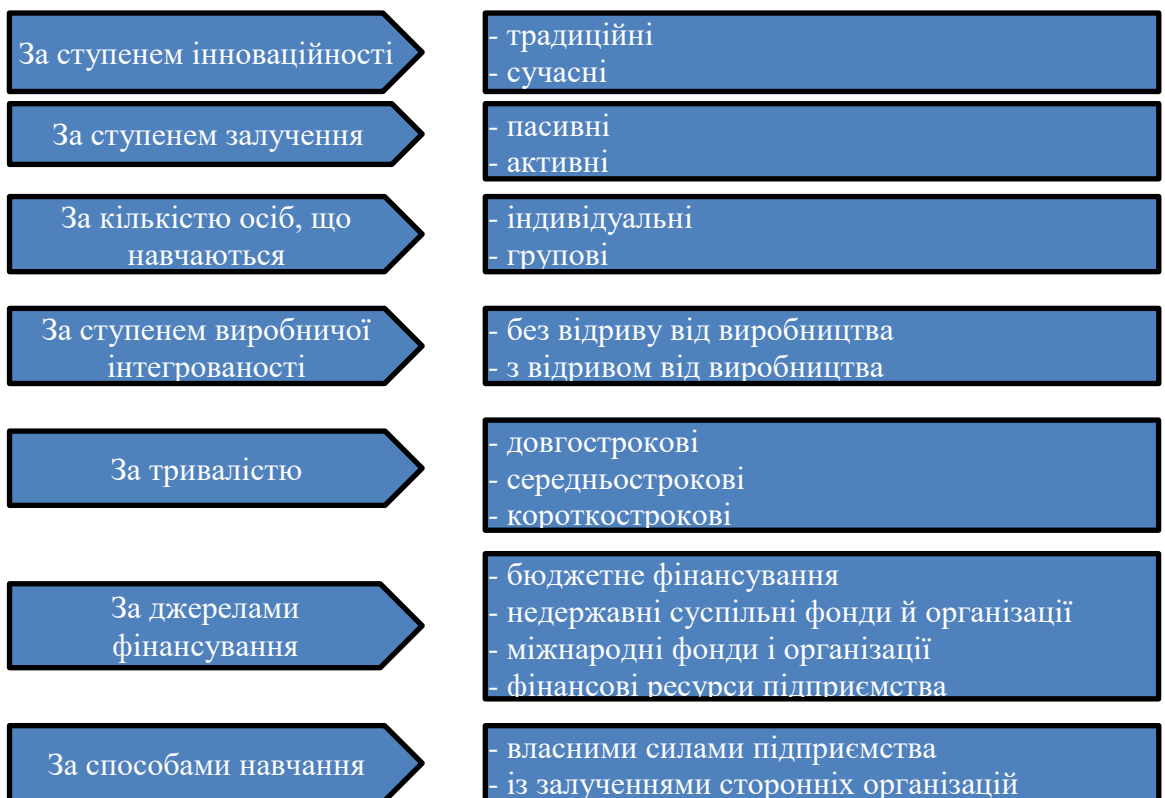 За ступенем інноваційності
- традиційні
- сучасні
За ступенем залучення
- пасивні
- активні
За кількістю осіб, що
навчаються
- індивідуальні
- групові
За ступенем виробничої
інтегрованості
- без відриву від виробництва
- з відривом від виробництва
За тривалістю
- довгострокові
- середньострокові
- короткострокові
За джерелами
фінансування
- бюджетне фінансування
- недержавні суспільні фонди й організації
- міжнародні фонди і організації
- фінансові ресурси підприємства
За способами навчання
- власними силами підприємства
- із залученнями сторонніх організацій